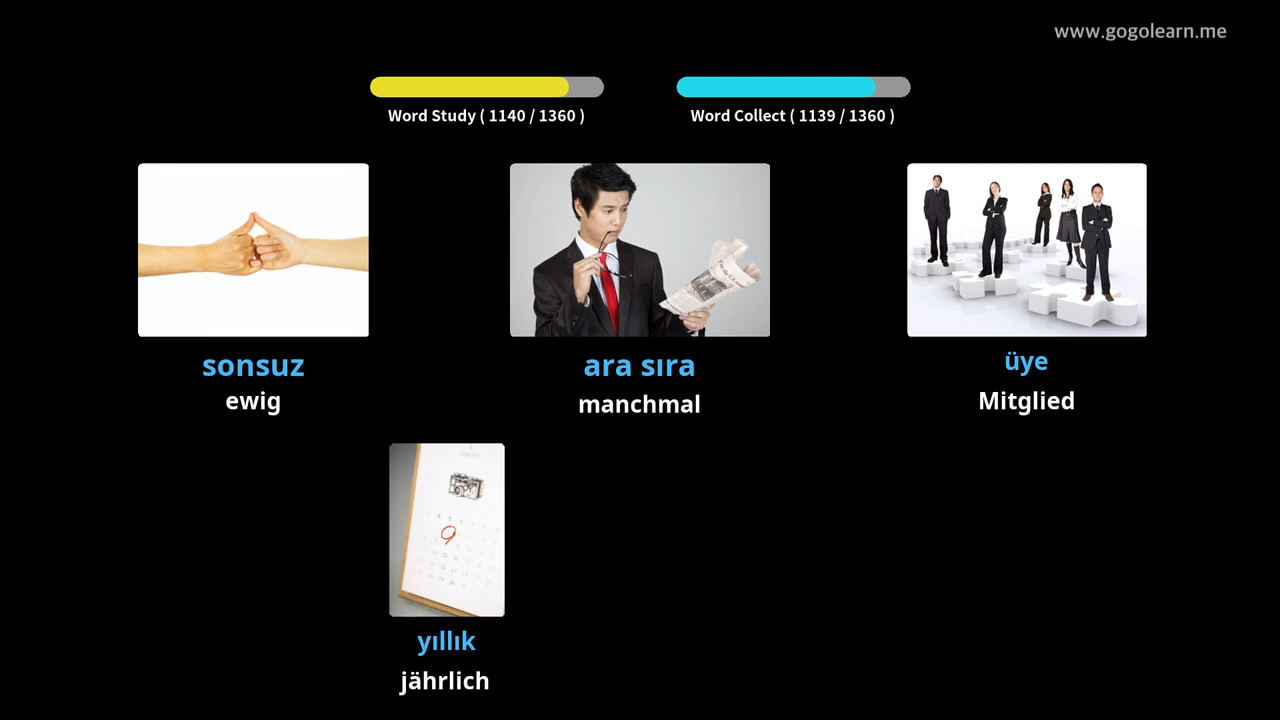 www.gogolearn.me
Word Study ( 1140 / 1360 )
Word Collect ( 1139 / 1360 )
sonsuz
ewig
ara sıra
manchmal
üye
Mitglied
yıllık
jährlich